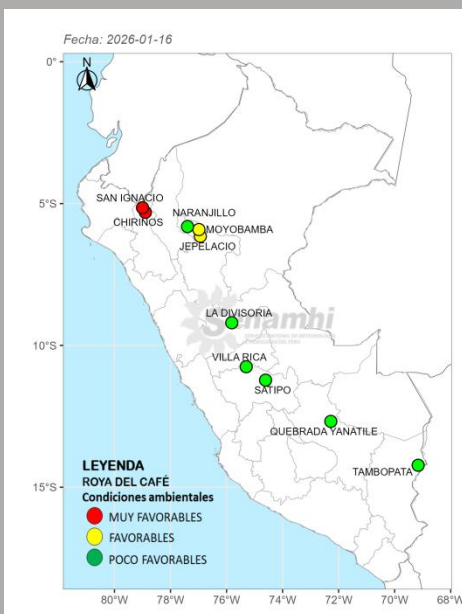 Fecha: 2026-01-16
N
0°
5°S
10°S
15°S
SAN IGNACIO
CHIRINOS
NARANJILLO
MOYOBAMBA
JEPELACIO
LA DIVISORIA
Senamhi
VILLA RICA
SATIPO
QUEBRADA YANATILE
TAMBOPATA
LEYENDA
ROYA DEL CAFÉ
Condiciones ambientales
MUY FAVORABLES
FAVORABLES
POCO FAVORABLES
80°W 78°W 76°W 74°W 72°W 70°W 68°W